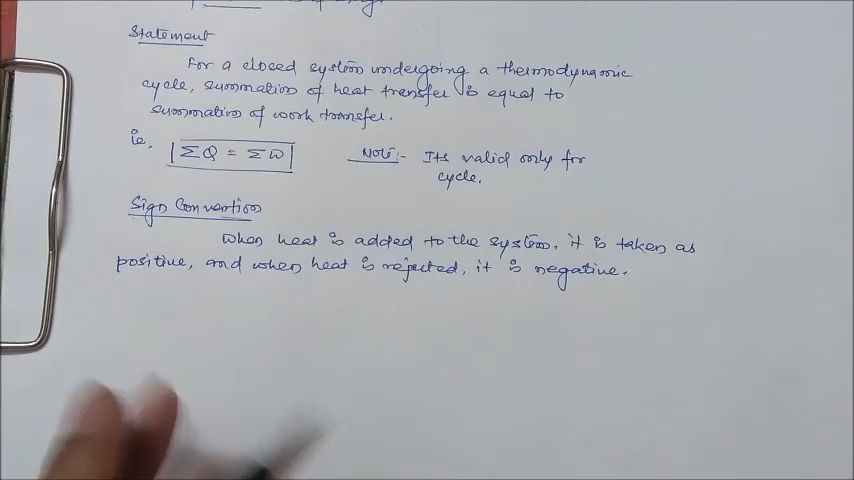 Statement
For a closed system undergoing a thermodynamic
cycle, summation of heat transfer is equal to
summation of work transfer.
ie, ΣQ = ΣW Note:- Its valid only for
cycle.
Sign Convention
When heat is added to the system, it is taken as
positive, and when heat is rejected, it is negative.